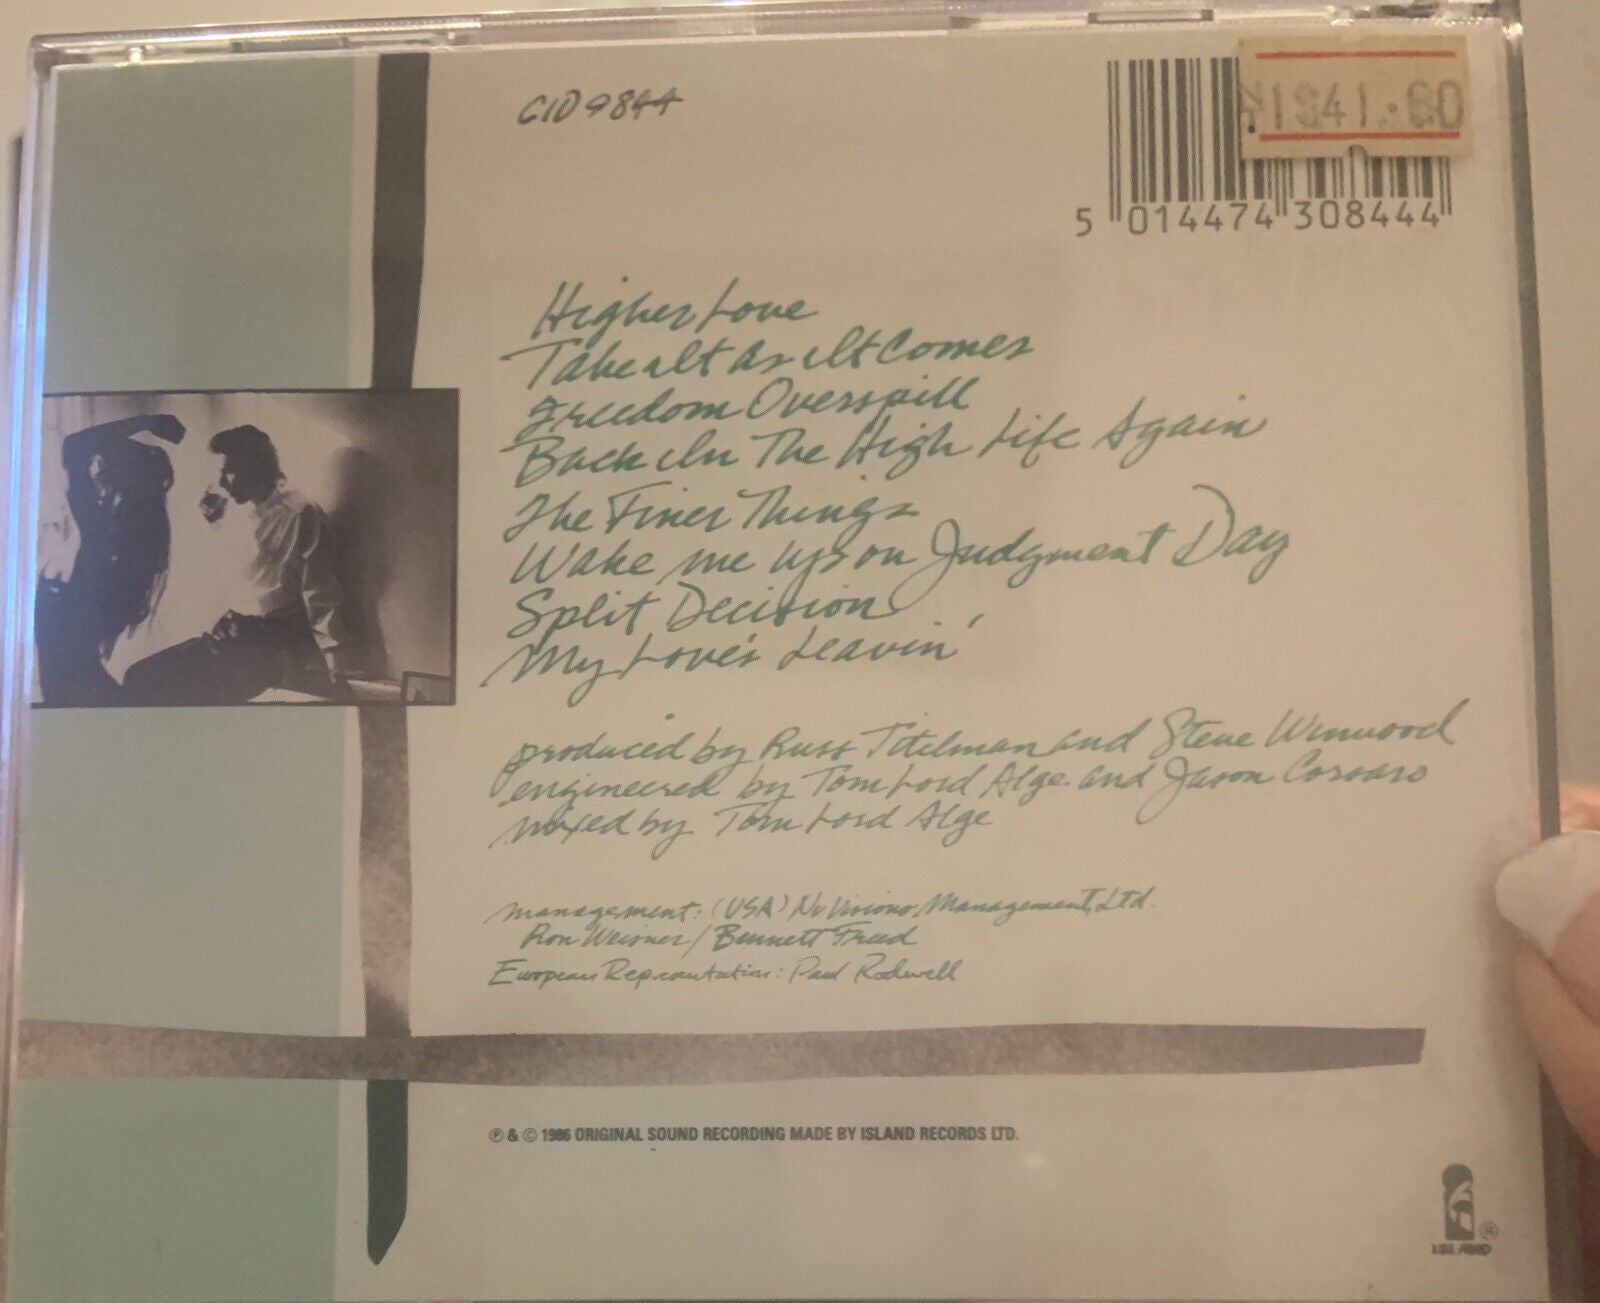 CID 9844
5 014474 308444
Higher Love
Take It As It Comes
Freedom Overspill
Back In The High Life Again
The Finer Things
Wake me up on Judgment Day
Split Decision
My Love's Leavin'
produced by Russ Titelman and Steve Winwood
engineered by Tom Lord Alge and Jason Corsaro
mixed by Tom Lord Alge
management: (USA) Nu Visions Management, Ltd.
Ron Weisner / Bennett Freed
European Representation: Paul Rodwell
Ⓟ & © 1986 ORIGINAL SOUND RECORDING MADE BY ISLAND RECORDS LTD.
ISLAND ®